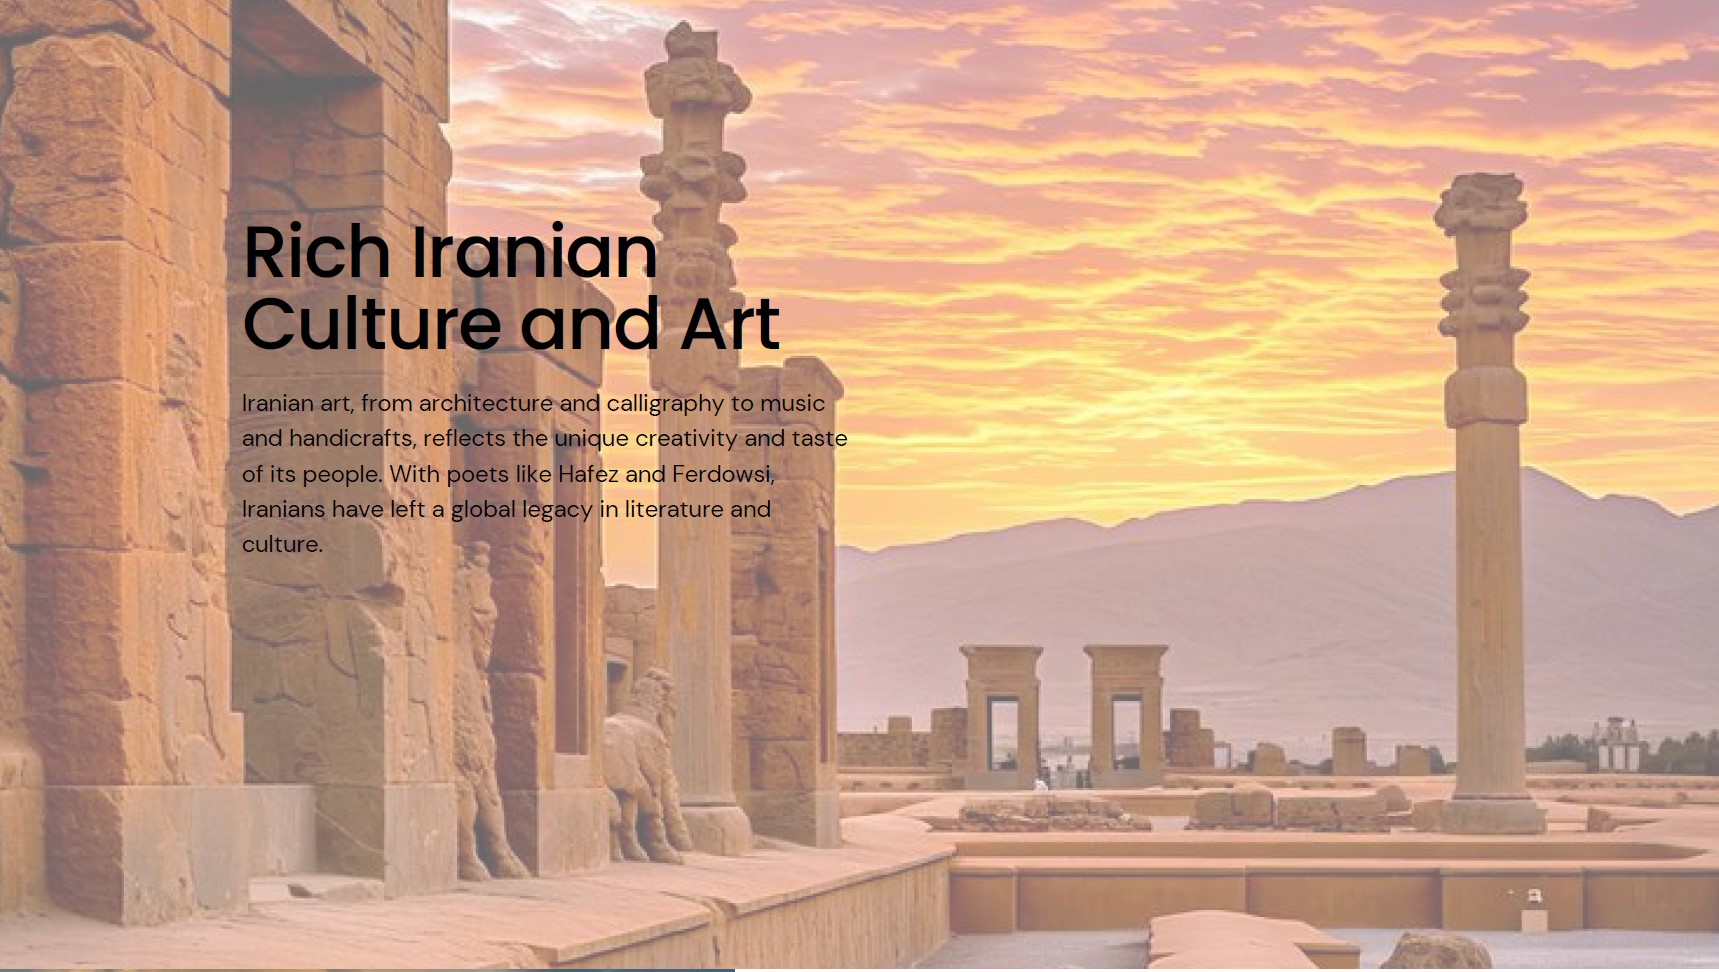 Rich Iranian
Culture and Art
Iranian art, from architecture and calligraphy to music
and handicrafts, reflects the unique creativity and taste
of its people. With poets like Hafez and Ferdowsi,
Iranians have left a global legacy in literature and
culture.